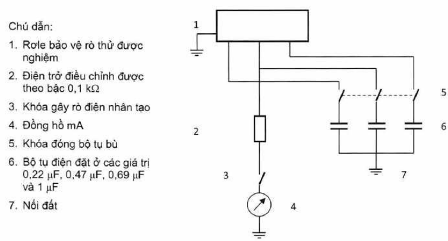 Chú dẫn:
1. Rơle bảo vệ rò thử được
nghiệm
2. Điện trở điều chỉnh được
theo bậc 0,1 kΩ
3. Khóa gây rò điện nhân tạo
4. Đồng hồ mA
5. Khóa đóng bộ tụ bù
6. Bộ tụ điện đặt ở các giá trị
0,22 μF, 0,47 μF, 0,69 μF
và 1 μF
7. Nối đất
1
2
3
4
5
6
7